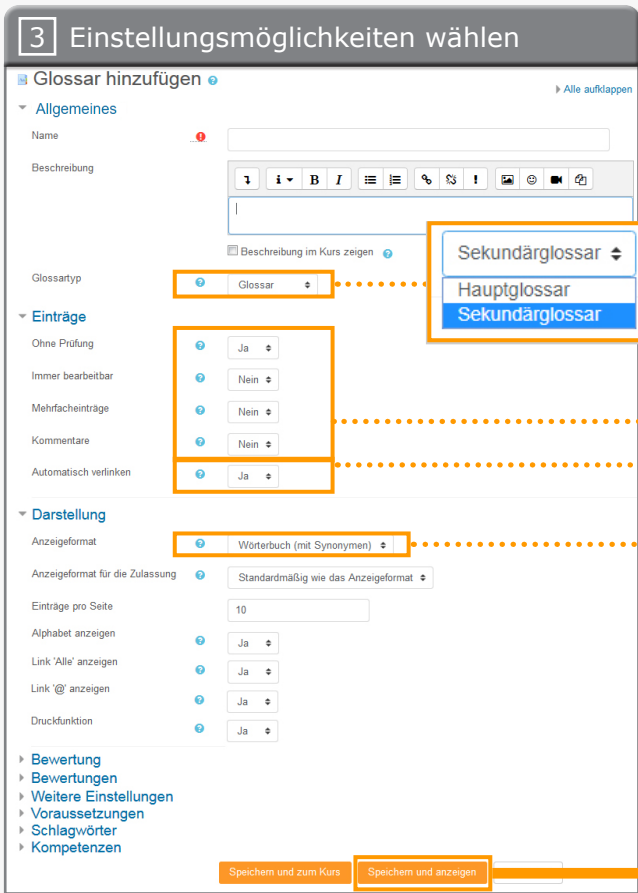 3 Einstellungsmöglichkeiten wählen
Glossar hinzufügen
Alle aufklappen
Allgemeines
Name
Beschreibung
i B I
Beschreibung im Kurs zeigen
Sekundärglossar
Hauptglossar
Sekundärglossar
Glossartyp Glossar
Einträge
Ohne Prüfung Ja
Immer bearbeitbar Nein
Mehrfacheinträge Nein
Kommentare Nein
Automatisch verlinken Ja
Darstellung
Anzeigeformat Wörterbuch (mit Synonymen)
Anzeigeformat für die Zulassung Standardmäßig wie das Anzeigeformat
Einträge pro Seite 10
Alphabet anzeigen Ja
Link 'Alle' anzeigen Ja
Link '@' anzeigen Ja
Druckfunktion Ja
Bewertung
Bewertungen
Weitere Einstellungen
Voraussetzungen
Schlagwörter
Kompetenzen
Speichern und zum Kurs Speichern und anzeigen